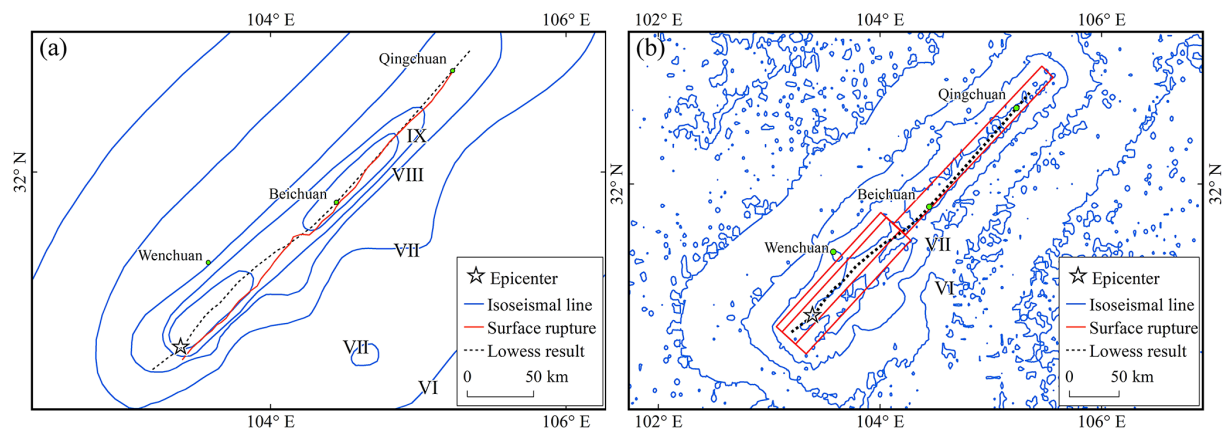 104° E
106° E
(a)
Qingchuan
IX
32° N
VIII
Beichuan
Wenchuan
VII
VII
VI
Epicenter
Isoseismal line
Surface rupture
Lowess result
0
50 km
104° E
106° E
102° E
104° E
106° E
(b)
Qingchuan
32° N
32° N
Beichuan
Wenchuan
VII
VI
Epicenter
Isoseismal line
Surface rupture
Lowess result
0
50 km
102° E
104° E
106° E